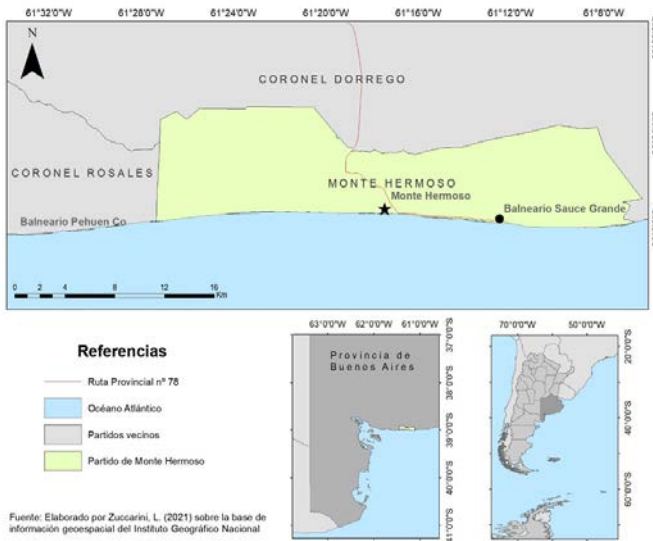 61°32'0"W 61°28'0"W 61°24'0"W 61°20'0"W 61°16'0"W 61°12'0"W 61°8'0"W
N
CORONEL DORREGO
CORONEL ROSALES
MONTE HERMOSO
Monte Hermoso
Balneario Sauce Grande
Balneario Pehuen Co
0 2 4 8 12 16
Km
Referencias
Ruta Provincial nº 78
Océano Atlántico
Partidos vecinos
Partido de Monte Hermoso
63°0'0"W 62°0'0"W 61°0'0"W
Provincia de
Buenos Aires
37°0'0"S
38°0'0"S
39°0'0"S
40°0'0"S
41°0'0"S
70°0'0"W 50°0'0"W
20°0'0"S
40°0'0"S
60°0'0"S
Fuente: Elaborado por Zuccarini, L. (2021) sobre la base de
información geoespacial del Instituto Geográfico Nacional